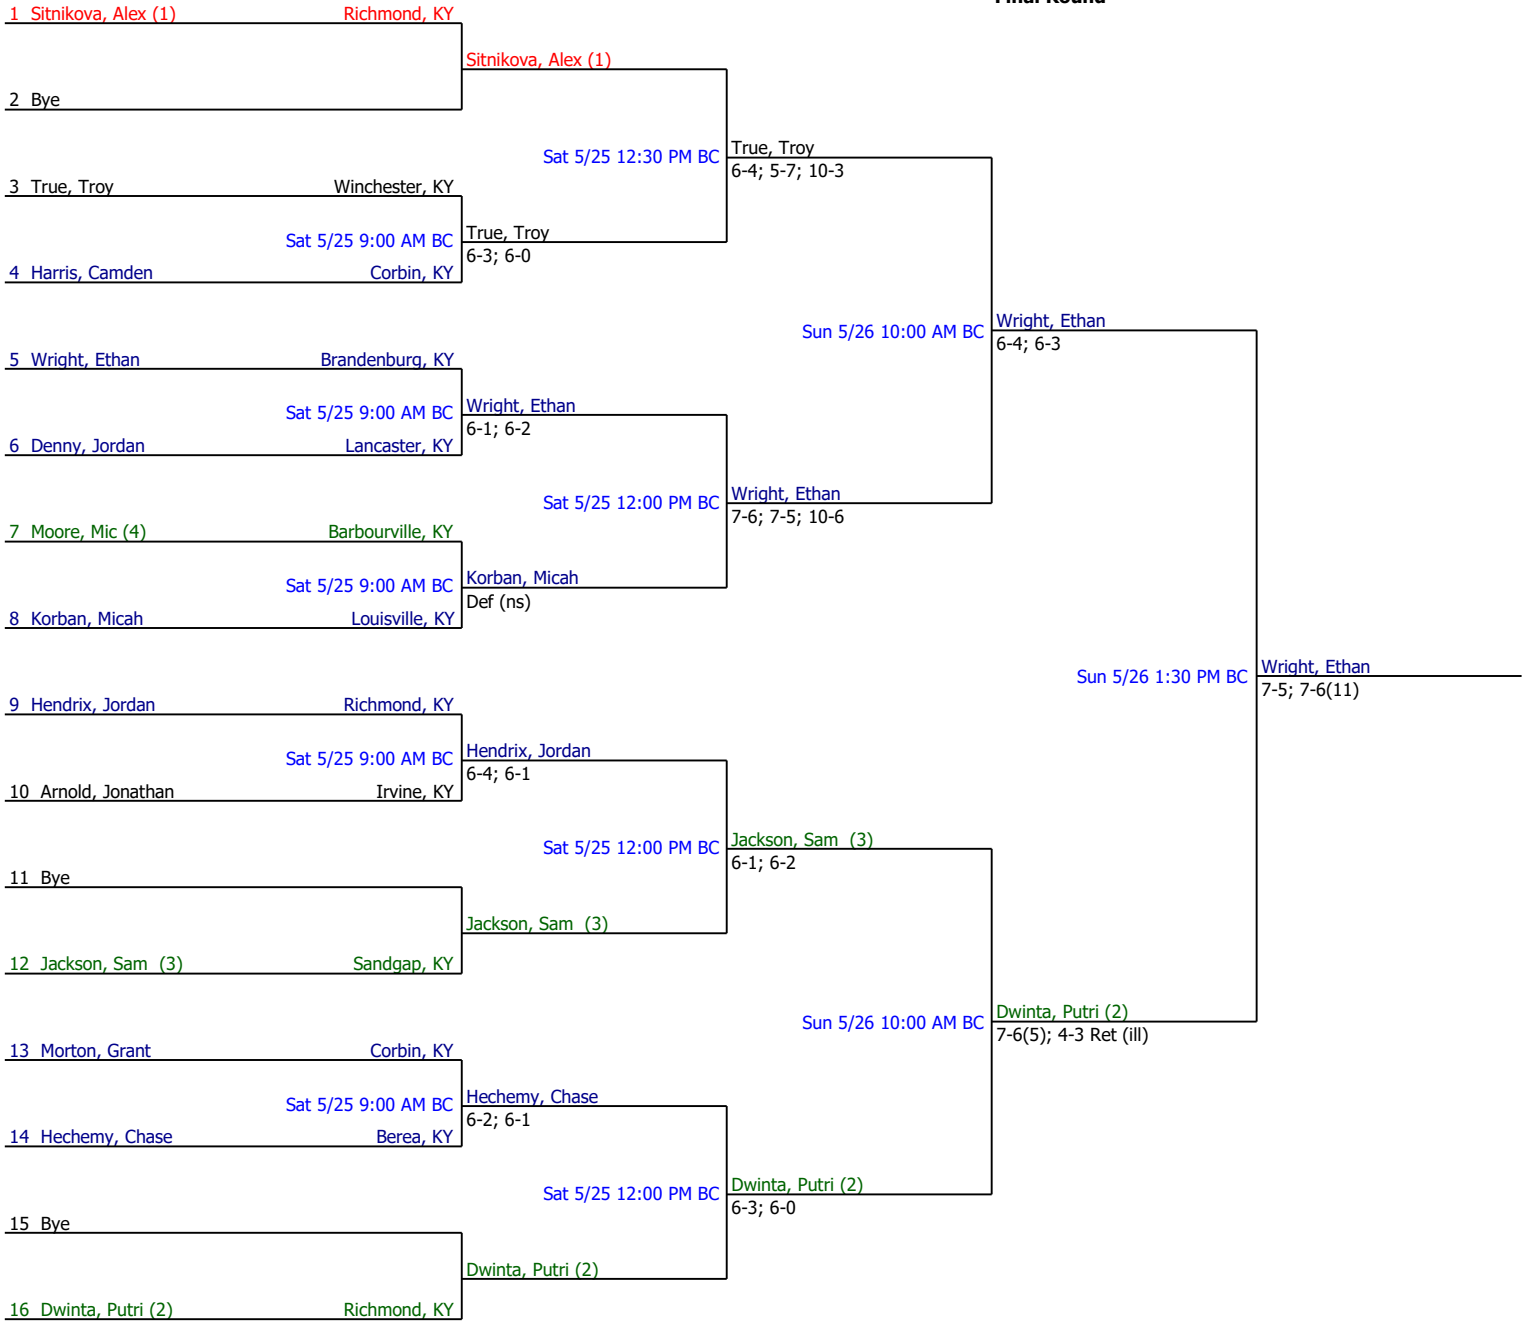 Final Round
1 Sitnikova, Alex (1) Richmond, KY
Sitnikova, Alex (1)
2 Bye
Sat 5/25 12:30 PM BC True, Troy
6-4; 5-7; 10-3
3 True, Troy Winchester, KY
Sat 5/25 9:00 AM BC True, Troy
6-3; 6-0
4 Harris, Camden Corbin, KY
Sun 5/26 10:00 AM BC Wright, Ethan
6-4; 6-3
5 Wright, Ethan Brandenburg, KY
Sat 5/25 9:00 AM BC Wright, Ethan
6-1; 6-2
6 Denny, Jordan Lancaster, KY
Sat 5/25 12:00 PM BC Wright, Ethan
7-6; 7-5; 10-6
7 Moore, Mic (4) Barbourville, KY
Sat 5/25 9:00 AM BC Korban, Micah
Def (ns)
8 Korban, Micah Louisville, KY
Sun 5/26 1:30 PM BC Wright, Ethan
7-5; 7-6(11)
9 Hendrix, Jordan Richmond, KY
Sat 5/25 9:00 AM BC Hendrix, Jordan
6-4; 6-1
10 Arnold, Jonathan Irvine, KY
Sat 5/25 12:00 PM BC Jackson, Sam (3)
6-1; 6-2
11 Bye
Jackson, Sam (3)
12 Jackson, Sam (3) Sandgap, KY
Sun 5/26 10:00 AM BC Dwinta, Putri (2)
7-6(5); 4-3 Ret (ill)
13 Morton, Grant Corbin, KY
Sat 5/25 9:00 AM BC Hechemy, Chase
6-2; 6-1
14 Hechemy, Chase Berea, KY
Sat 5/25 12:00 PM BC Dwinta, Putri (2)
6-3; 6-0
15 Bye
Dwinta, Putri (2)
16 Dwinta, Putri (2) Richmond, KY